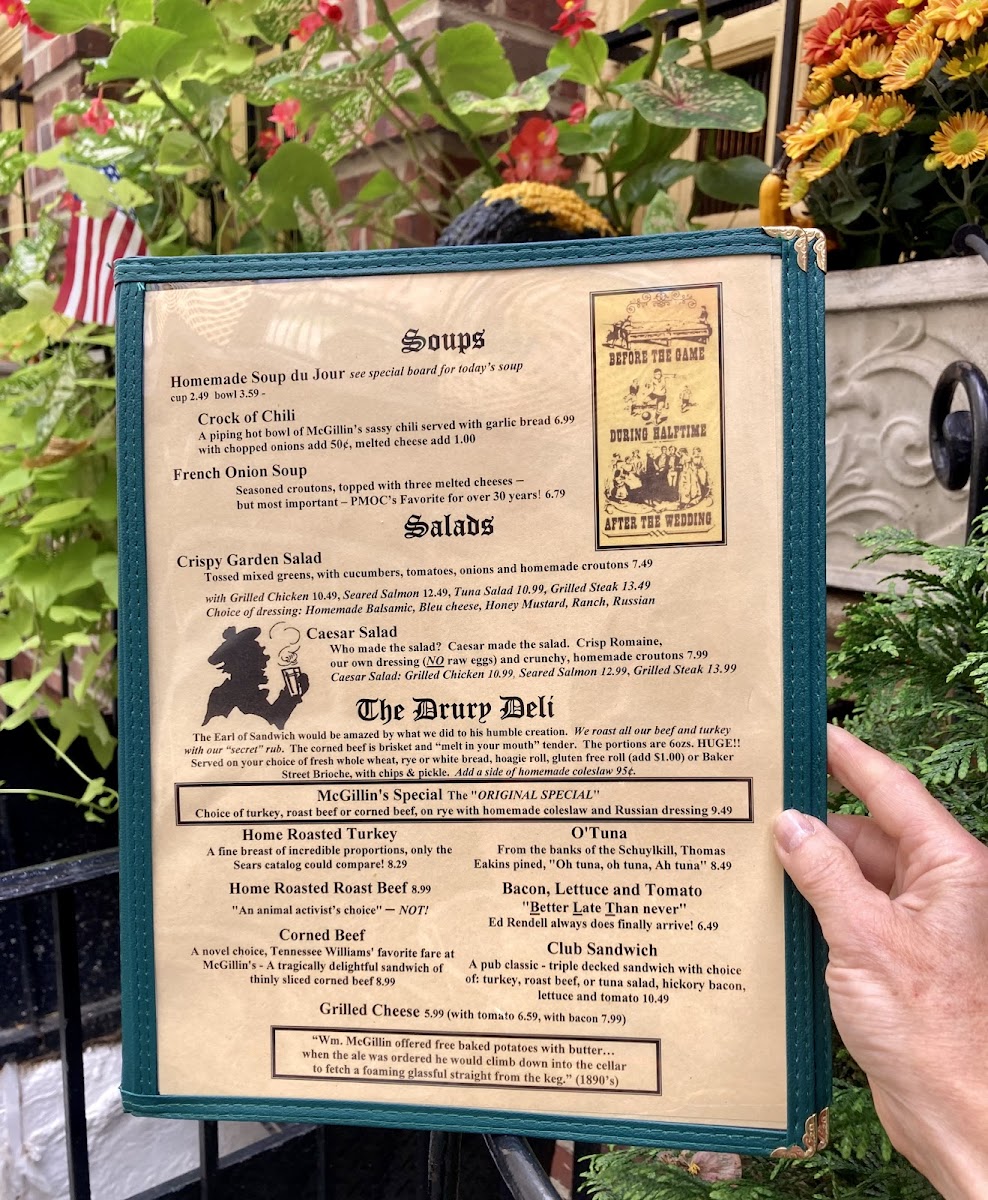 Soups
BEFORE THE GAME
DURING HALFTIME
AFTER THE WEDDING
Homemade Soup du Jour see special board for today's soup
cup 2.49 bowl 3.59 -
Crock of Chili
A piping hot bowl of McGillin's sassy chili served with garlic bread 6.99
with chopped onions add 50¢, melted cheese add 1.00
French Onion Soup
Seasoned croutons, topped with three melted cheeses –
but most important – PMOC's Favorite for over 30 years! 6.79
Salads
Crispy Garden Salad
Tossed mixed greens, with cucumbers, tomatoes, onions and homemade croutons 7.49
with Grilled Chicken 10.49, Seared Salmon 12.49, Tuna Salad 10.99, Grilled Steak 13.49
Choice of dressing: Homemade Balsamic, Bleu cheese, Honey Mustard, Ranch, Russian
Caesar Salad
Who made the salad? Caesar made the salad. Crisp Romaine,
our own dressing (NO raw eggs) and crunchy, homemade croutons 7.99
Caesar Salad: Grilled Chicken 10.99, Seared Salmon 12.99, Grilled Steak 13.99
The Drury Deli
The Earl of Sandwich would be amazed by what we did to his humble creation. We roast all our beef and turkey
with our "secret" rub. The corned beef is brisket and "melt in your mouth" tender. The portions are 6ozs. HUGE!!
Served on your choice of fresh whole wheat, rye or white bread, hoagie roll, gluten free roll (add $1.00) or Baker
Street Brioche, with chips & pickle. Add a side of homemade coleslaw 95¢.
McGillin's Special The "ORIGINAL SPECIAL"
Choice of turkey, roast beef or corned beef, on rye with homemade coleslaw and Russian dressing 9.49
Home Roasted Turkey
A fine breast of incredible proportions, only the
Sears catalog could compare! 8.29
Home Roasted Roast Beef 8.99
"An animal activist's choice" – NOT!
Corned Beef
A novel choice, Tennessee Williams' favorite fare at
McGillin's - A tragically delightful sandwich of
thinly sliced corned beef 8.99
O'Tuna
From the banks of the Schuylkill, Thomas
Eakins pined, "Oh tuna, oh tunna, Ah tuna" 8.49
Bacon, Lettuce and Tomato
"Better Late Than never"
Ed Rendell always does finally arrive! 6.49
Club Sandwich
A pub classic - triple decked sandwich with choice
of: turkey, roast beef, or tuna salad, hickory bacon,
lettuce and tomato 10.49
Grilled Cheese 5.99 (with tomato 6.59, with bacon 7.99)
"Wm. McGillin offered free baked potatoes with butter…
when the ale was ordered he would climb down into the cellar
to fetch a foaming glassful straight from the keg." (1890's)